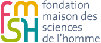 fmsh
fondation
maison des
sciences
de l'homme